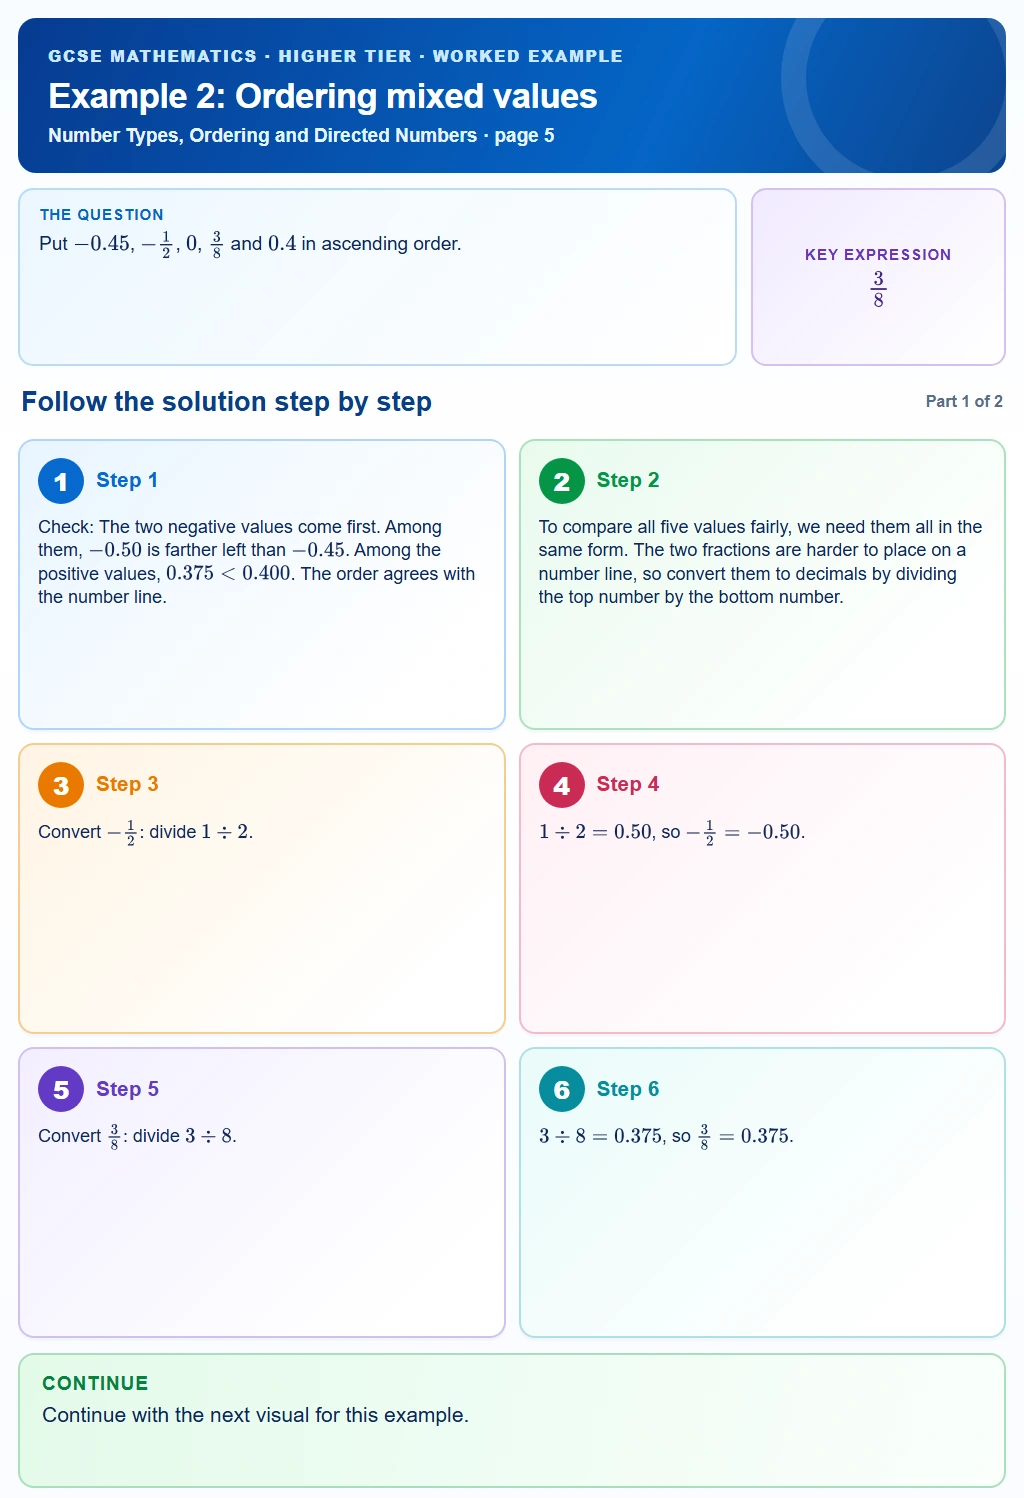 GCSE MATHEMATICS · HIGHER TIER · WORKED EXAMPLE
Example 2: Ordering mixed values
Number Types, Ordering and Directed Numbers · page 5
THE QUESTION
Put −0.45, −1/2, 0, 3/8 and 0.4 in ascending order.
KEY EXPRESSION
3/8
Follow the solution step by step
Part 1 of 2
1 Step 1
Check: The two negative values come first. Among
them, −0.50 is farther left than −0.45. Among the
positive values, 0.375 < 0.400. The order agrees with
the number line.
2 Step 2
To compare all five values fairly, we need them all in the
same form. The two fractions are harder to place on a
number line, so convert them to decimals by dividing
the top number by the bottom number.
3 Step 3
Convert −1/2: divide 1 ÷ 2.
4 Step 4
1 ÷ 2 = 0.50, so −1/2 = −0.50.
5 Step 5
Convert 3/8: divide 3 ÷ 8.
6 Step 6
3 ÷ 8 = 0.375, so 3/8 = 0.375.
CONTINUE
Continue with the next visual for this example.